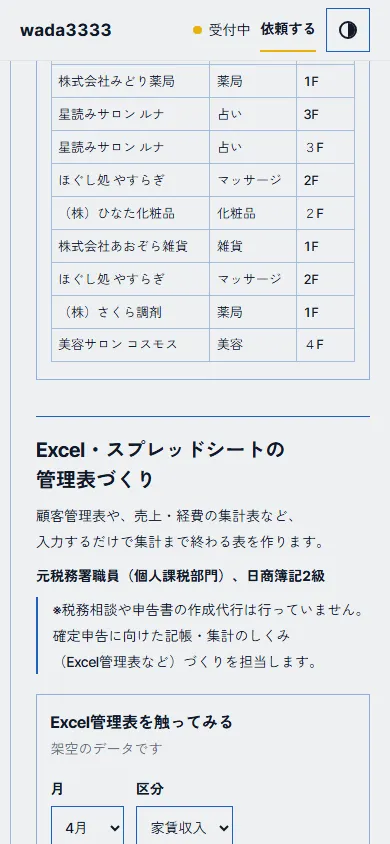 wada3333
受付中 依頼する
株式会社みどり薬局 薬局 1F
星読みサロン ルナ 占い 3F
星読みサロン ルナ 占い ３F
ほぐし処 やすらぎ マッサージ 2F
（株）ひなた化粧品 化粧品 ２F
株式会社あおぞら雑貨 雑貨 1F
ほぐし処 やすらぎ マッサージ 2F
（株）さくら調剤 薬局 1F
美容サロン コスモス 美容 ４F
Excel・スプレッドシートの
管理表づくり
顧客管理表や、売上・経費の集計表など、
入力するだけで集計まで終わる表を作ります。
元税務署職員（個人課税部門）、日商簿記2級
※税務相談や申告書の作成代行は行っていません。
確定申告に向けた記帳・集計のしくみ
（Excel管理表など）づくりを担当します。
Excel管理表を触ってみる
架空のデータです
月 区分
4月 家賃収入